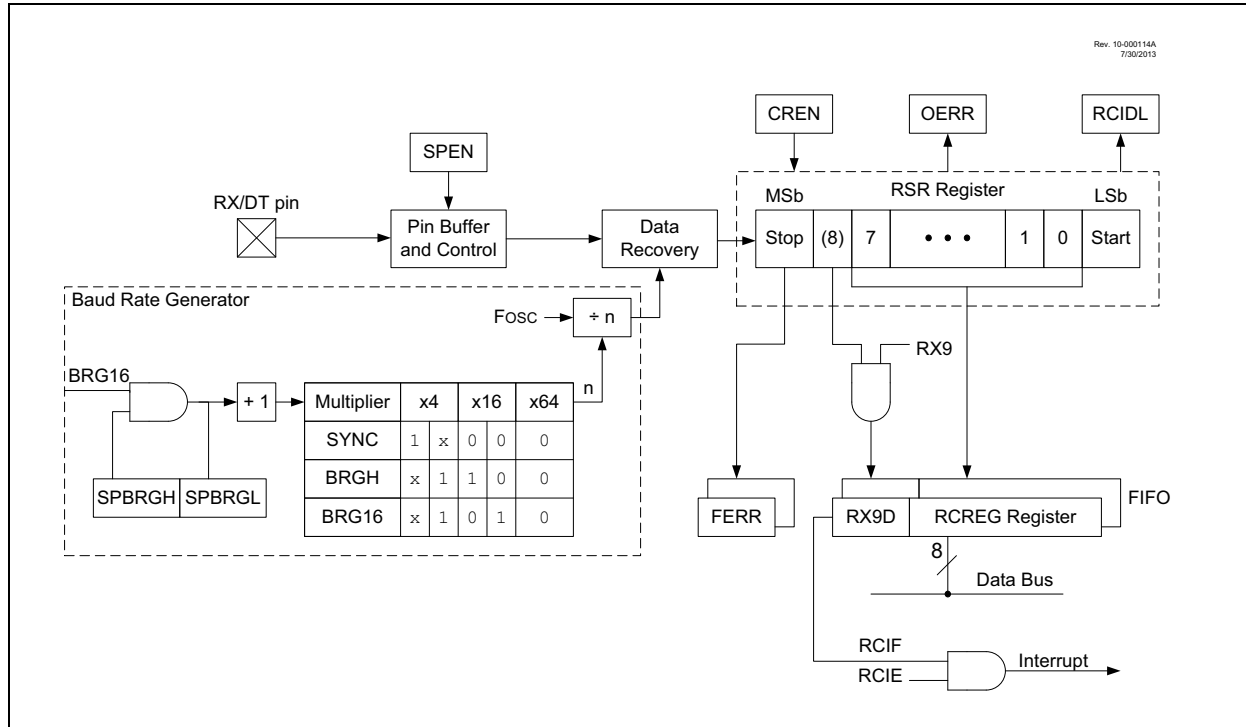 Rev. 10-000114A
7/30/2013
CREN
OERR
RCIDL
SPEN
RSR Register
MSb
LSb
RX/DT pin
Pin Buffer
and Control
Data
Recovery
Stop (8) 7 • • • 1 0 Start
Baud Rate Generator
FOSC
÷ n
RX9
BRG16
+ 1
n
Multiplier x4 x16 x64
SYNC 1 x 0 0 0
BRGH x 1 1 0 0
BRG16 x 1 0 1 0
SPBRGH SPBRGL
FERR
RX9D
RCREG Register
FIFO
8
Data Bus
RCIF
RCIE
Interrupt